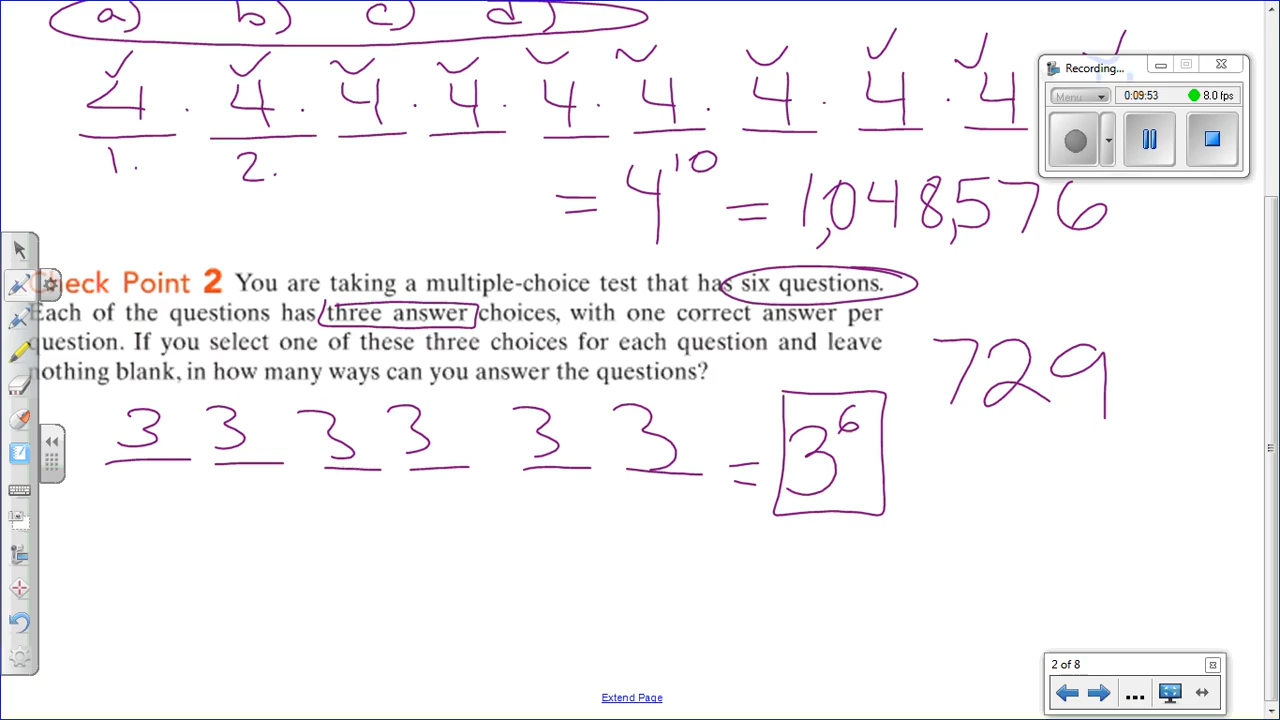 a) b) c) d)
4 . 4 . 4 . 4 . 4 . 4 . 4 . 4 . 4
1. 2.
= 4^10 = 1,048,576
Recording...
Menu
0:09:53
8.0 fps
heck Point 2 You are taking a multiple-choice test that has six questions.
Each of the questions has three answer choices, with one correct answer per
question. If you select one of these three choices for each question and leave
nothing blank, in how many ways can you answer the questions?
729
3 3 3 3 3 3 = 3^6
2 of 8
Extend Page